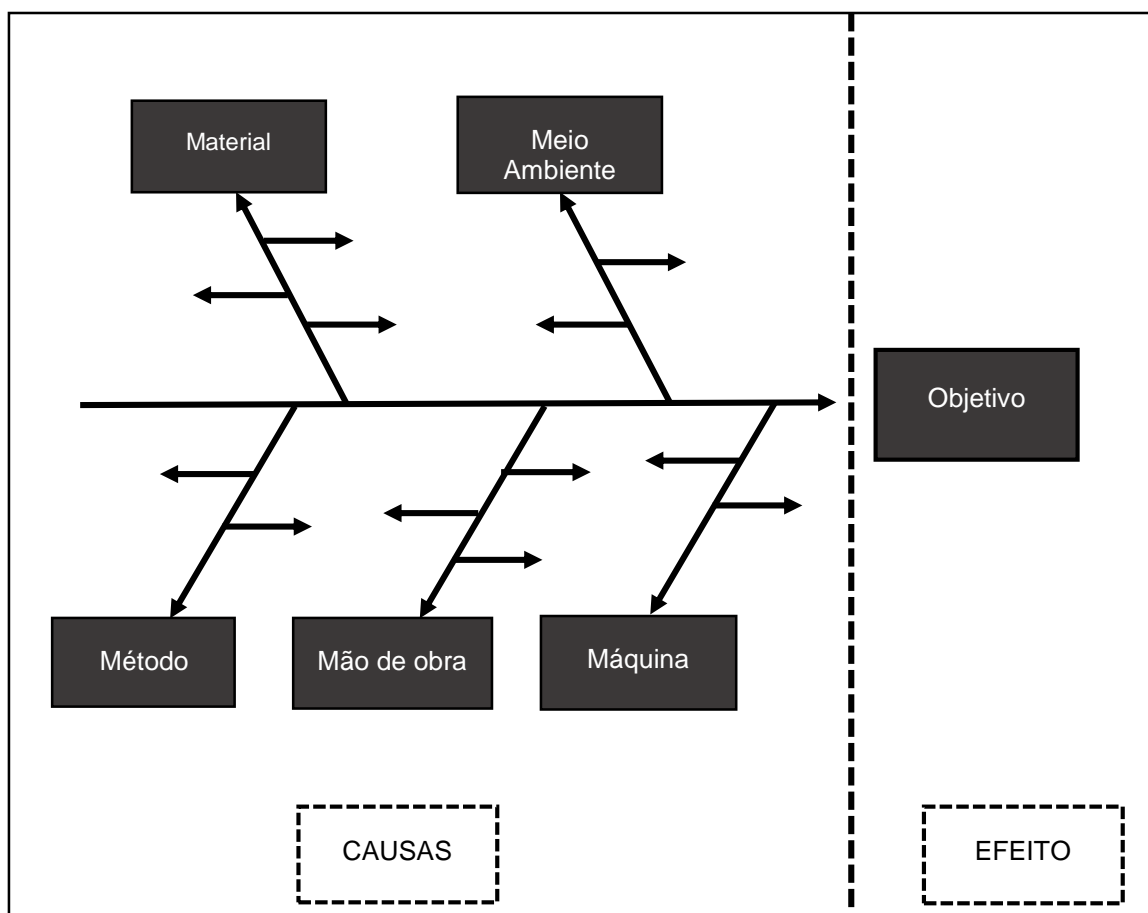 Material
Meio
Ambiente
Objetivo
Método
Mão de obra
Máquina
CAUSAS
EFEITO